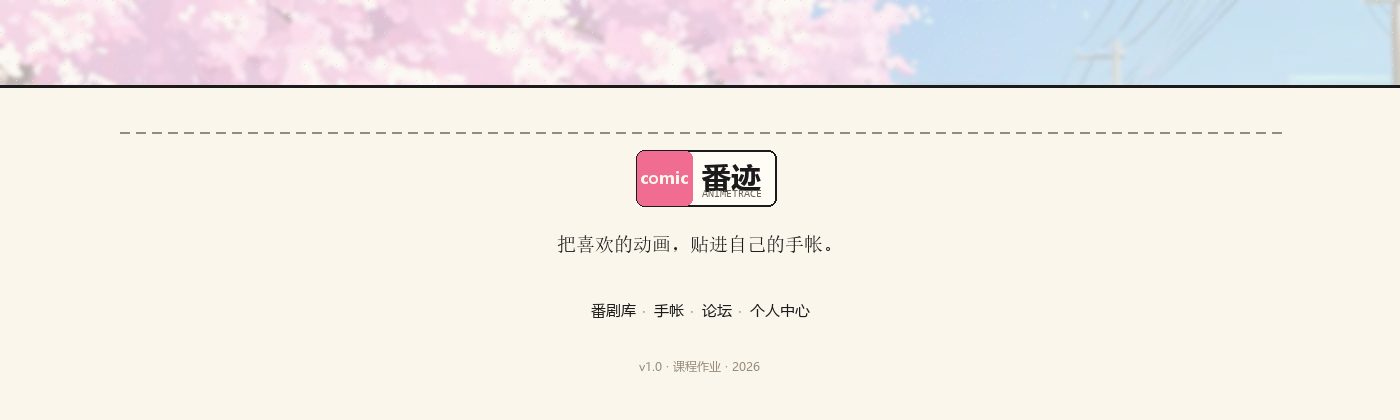 comic 番迹
ANIMETRACE
把喜欢的动画，贴进自己的手帐。
番剧库 · 手帐 · 论坛 · 个人中心
v1.0 · 课程作业 · 2026